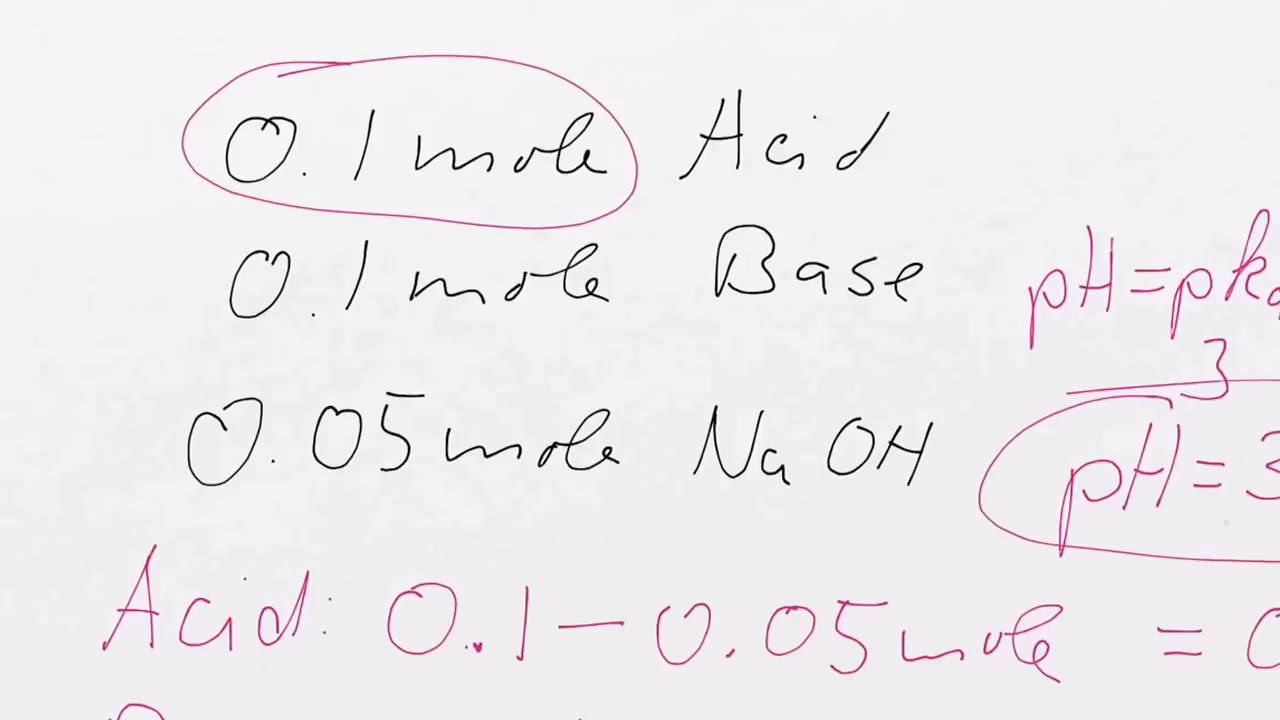 0.1 mole Acid
0.1 mole Base
pH = pk
3
0.05 mole NaOH
pH = 3
Acid: 0.1 - 0.05 mole = 0